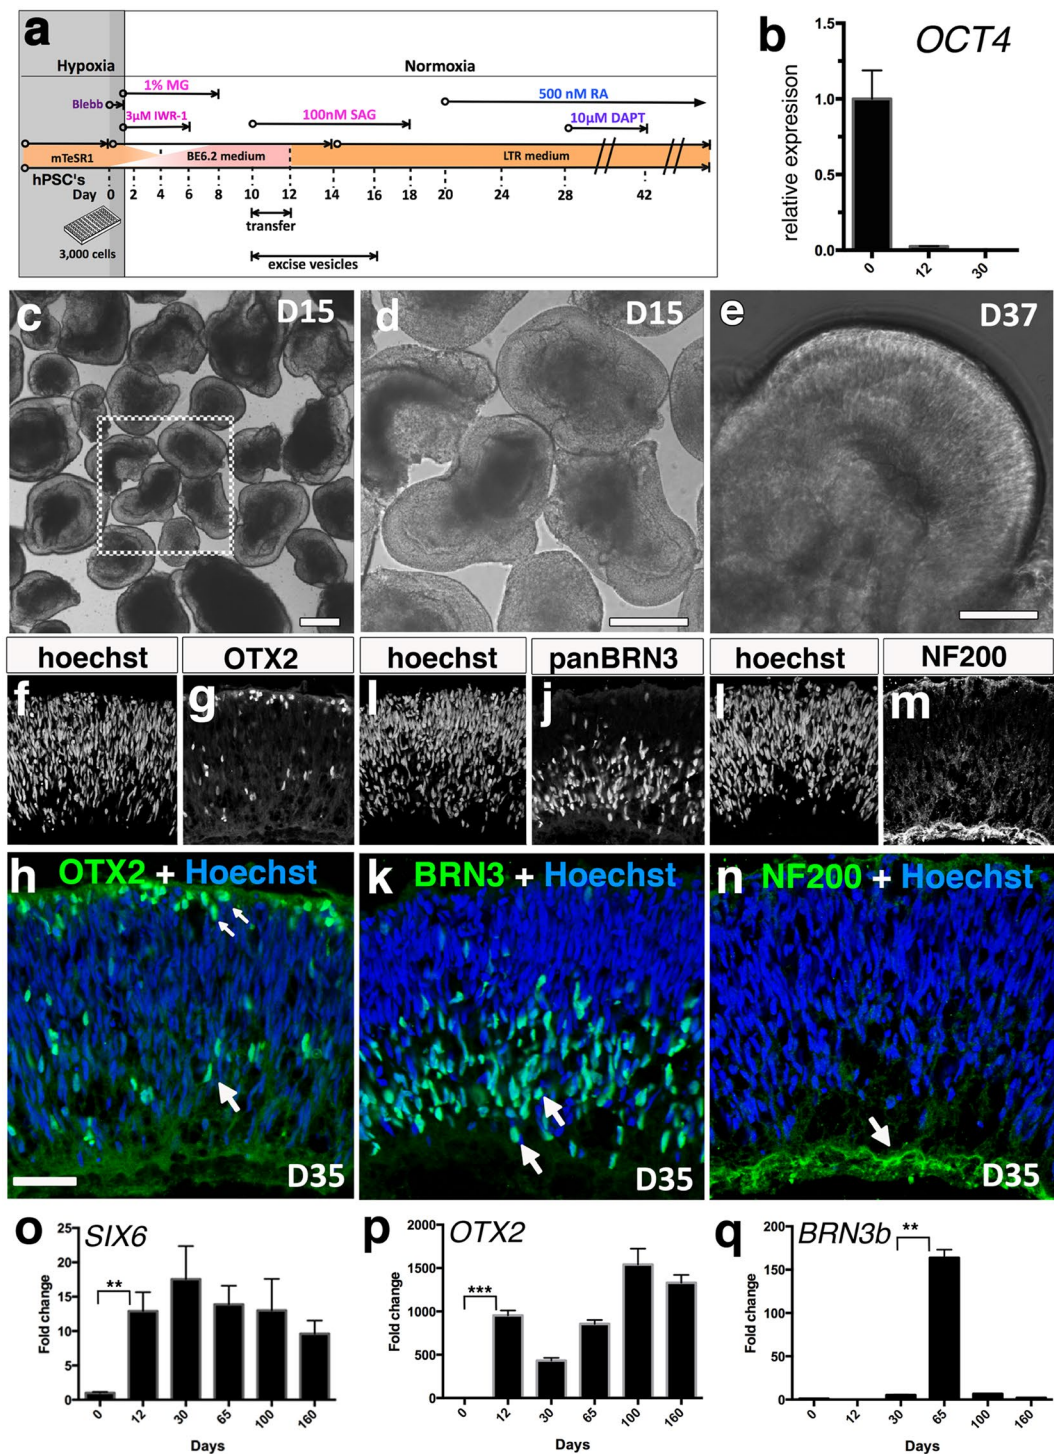 a
Hypoxia
Normoxia
1% MG
500 nM RA
Blebb
3µM IWR-1
100nM SAG
10µM DAPT
mTeSR1
BE6.2 medium
LTR medium
hPSC's
Day 0 2 4 6 8 10 12 14 16 18 20 24 28 42
transfer
3,000 cells
excise vesicles
b
OCT4
relative expresison
1.5
1.0
0.5
0.0
0 12 30
c D15
d D15
e D37
hoechst OTX2 hoechst panBRN3 hoechst NF200
f g I j l m
h OTX2 + Hoechst
D35
k BRN3 + Hoechst
D35
n NF200 + Hoechst
D35
o SIX6
Fold change
25
20
15
10
5
0
**
0 12 30 65 100 160
Days
p OTX2
Fold change
2000
1500
1000
500
0
***
0 12 30 65 100 160
Days
q BRN3b
Fold change
200
150
100
50
0
**
0 12 30 65 100 160
Days